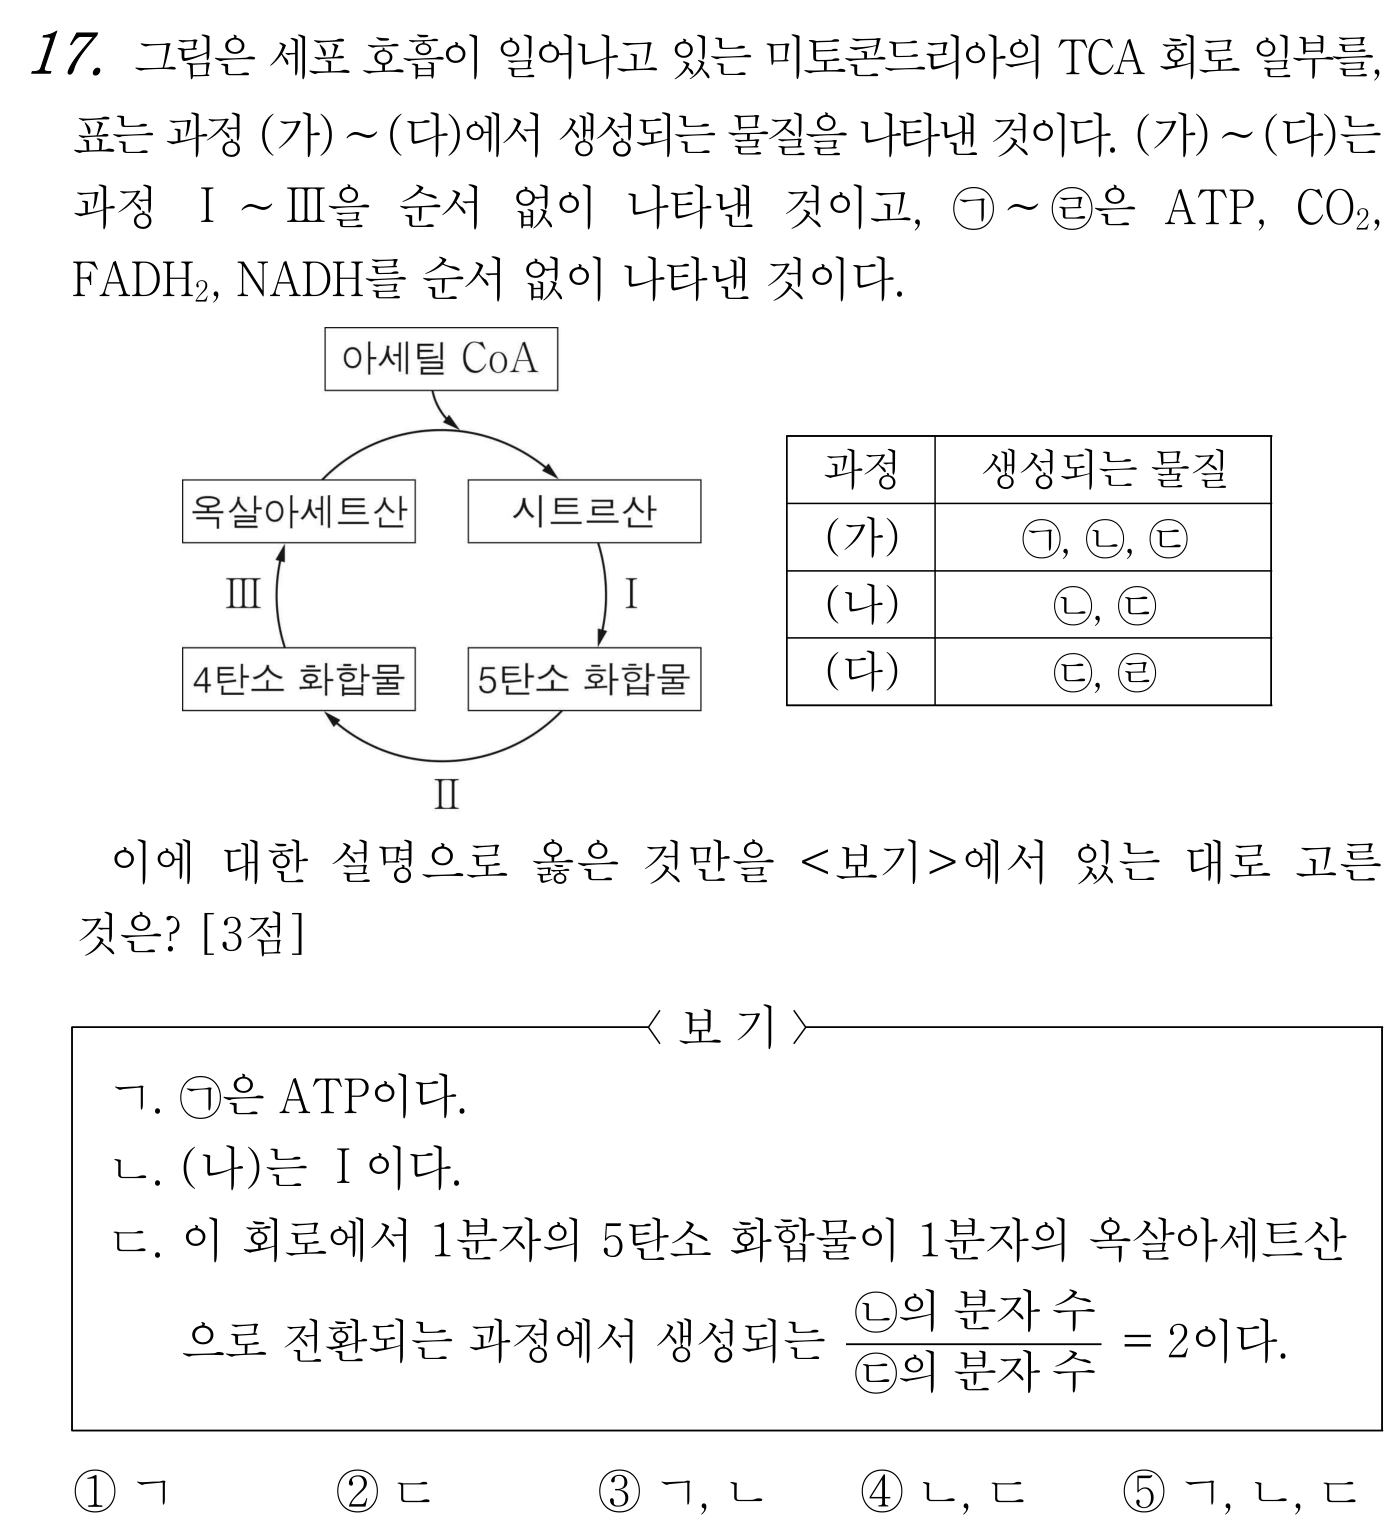 17. 그림은 세포 호흡이 일어나고 있는 미토콘드리아의 TCA 회로 일부를,
표는 과정 (가)~(다)에서 생성되는 물질을 나타낸 것이다. (가)~(다)는
과정 Ⅰ~Ⅲ을 순서 없이 나타낸 것이고, ㉠~㉣은 ATP, CO₂,
FADH₂, NADH를 순서 없이 나타낸 것이다.
아세틸 CoA
옥살아세트산
시트르산
Ⅲ
Ⅰ
4탄소 화합물
5탄소 화합물
Ⅱ
과정 생성되는 물질
(가) ㉠, ㉡, ㉢
(나) ㉡, ㉢
(다) ㉢, ㉣
이에 대한 설명으로 옳은 것만을 <보기>에서 있는 대로 고른
것은? [3점]
〈보기〉
ㄱ. ㉠은 ATP이다.
ㄴ. (나)는 Ⅰ이다.
ㄷ. 이 회로에서 1분자의 5탄소 화합물이 1분자의 옥살아세트산
으로 전환되는 과정에서 생성되는 ㉡의 분자 수 / ㉢의 분자 수 = 2이다.
① ㄱ ② ㄷ ③ ㄱ, ㄴ ④ ㄴ, ㄷ ⑤ ㄱ, ㄴ, ㄷ